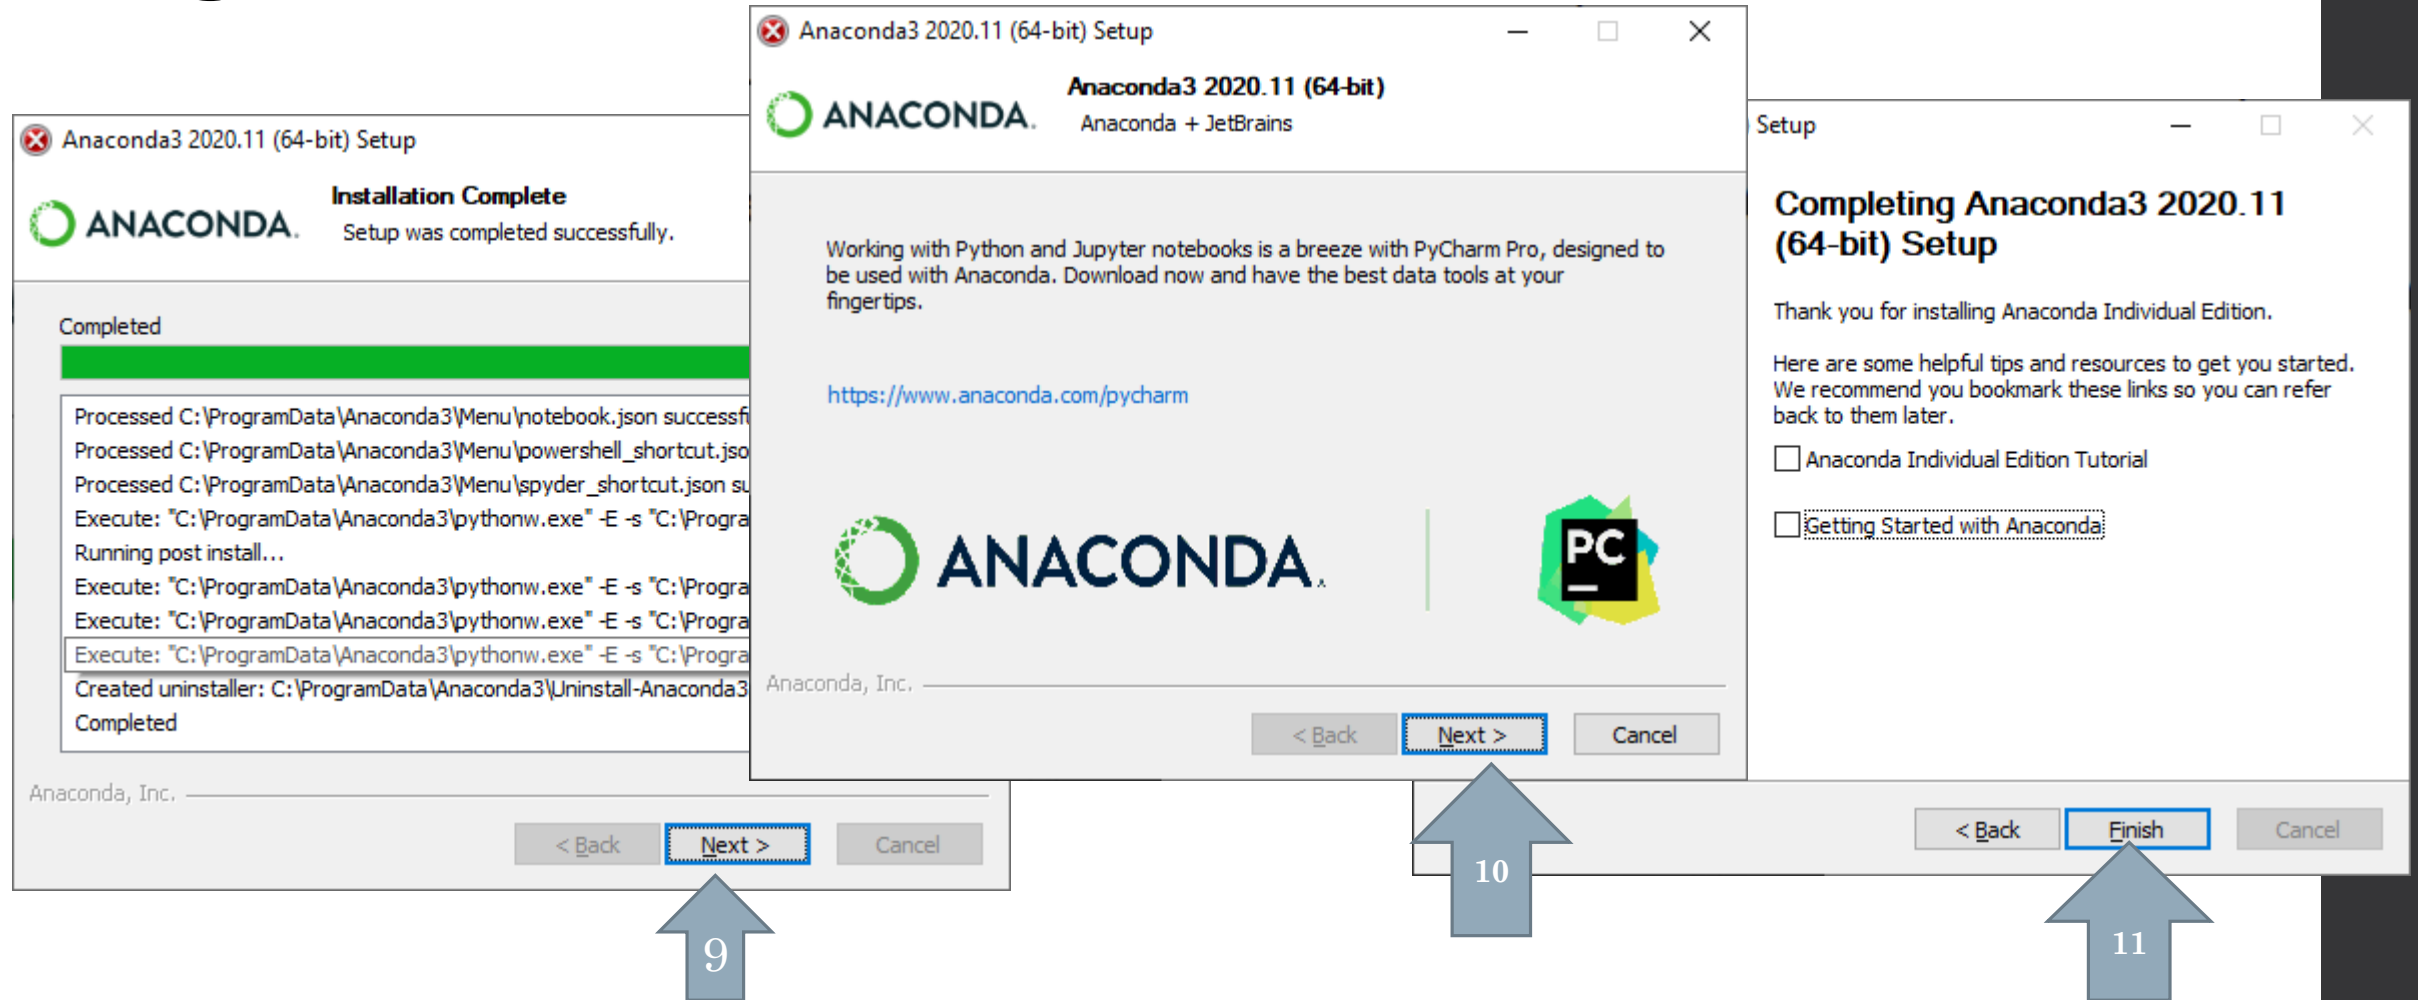 Anaconda3 2020.11 (64-bit) Setup
ANACONDA.
Installation Complete
Setup was completed successfully.
Completed
Processed C:\ProgramData\Anaconda3\Menu\notebook.json
Processed C:\ProgramData\Anaconda3\Menu\powershell_shortcut.jso
Processed C:\ProgramData\Anaconda3\Menu\spyder_shortcut.json
Execute: "C:\ProgramData\Anaconda3\pythonw.exe" -E -s "C:\Progra
Running post install...
Execute: "C:\ProgramData\Anaconda3\pythonw.exe" -E -s "C:\Progra
Execute: "C:\ProgramData\Anaconda3\pythonw.exe" -E -s "C:\Progra
Execute: "C:\ProgramData\Anaconda3\pythonw.exe" -E -s "C:\Progra
Created uninstaller: C:\ProgramData\Anaconda3\Uninstall-Anaconda3
Completed
Anaconda, Inc.
< Back Next > Cancel
9
Anaconda3 2020.11 (64-bit) Setup
ANACONDA.
Anaconda3 2020.11 (64-bit)
Anaconda + JetBrains
Working with Python and Jupyter notebooks is a breeze with PyCharm Pro, designed to
be used with Anaconda. Download now and have the best data tools at your
fingertips.
https://www.anaconda.com/pycharm
ANACONDA.
PC
Anaconda, Inc.
< Back Next > Cancel
10
Setup
Completing Anaconda3 2020.11
(64-bit) Setup
Thank you for installing Anaconda Individual Edition.
Here are some helpful tips and resources to get you started.
We recommend you bookmark these links so you can refer
back to them later.
Anaconda Individual Edition Tutorial
Getting Started with Anaconda
< Back Finish Cancel
11